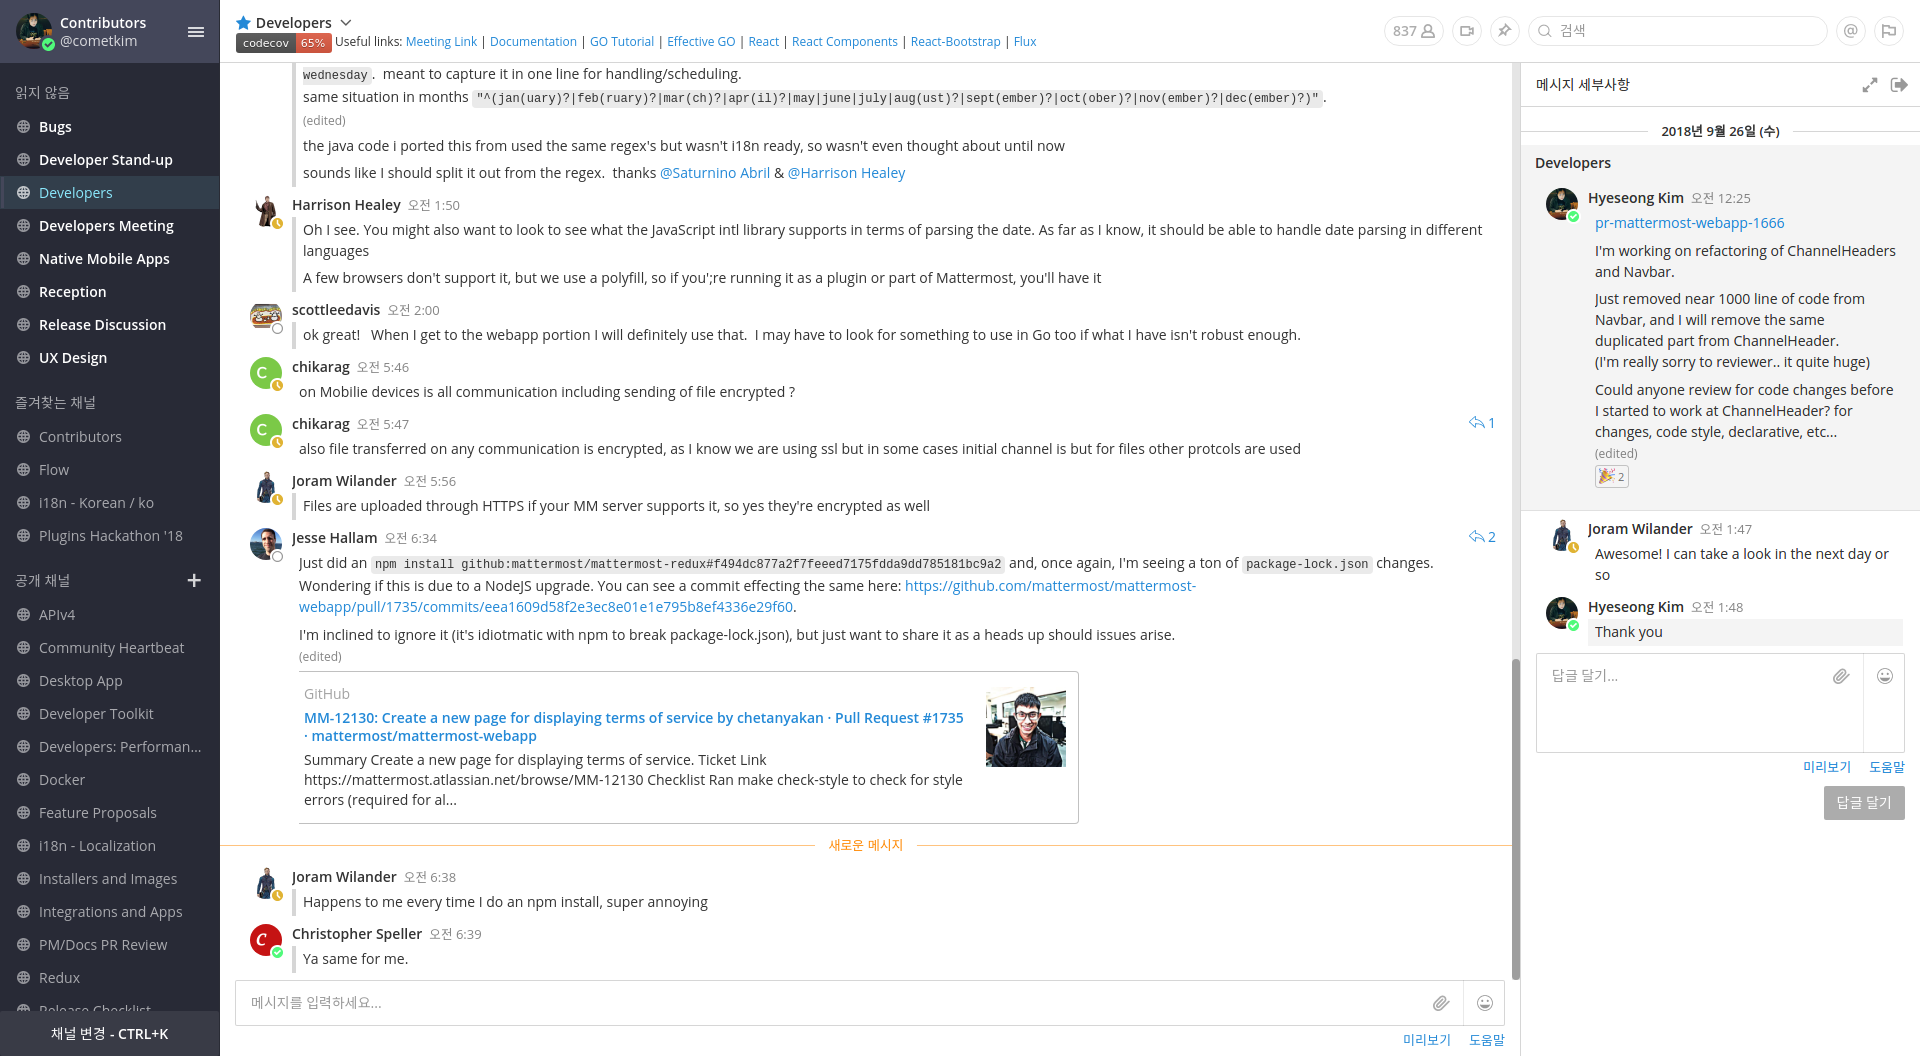 Contributors
@cometkim
읽지 않음
Bugs
Developer Stand-up
Developers
Developers Meeting
Native Mobile Apps
Reception
Release Discussion
UX Design
즐겨찾는 채널
Contributors
Flow
i18n - Korean / ko
Plugins Hackathon '18
공개 채널
APIv4
Community Heartbeat
Desktop App
Developer Toolkit
Developers: Performan...
Docker
Feature Proposals
i18n - Localization
Installers and Images
Integrations and Apps
PM/Docs PR Review
Redux
Release Checklist
채널 변경 - CTRL+K
Developers
codecov 65% Useful links: Meeting Link | Documentation | GO Tutorial | Effective GO | React | React Components | React-Bootstrap | Flux
837
검색
@
wednesday. meant to capture it in one line for handling/scheduling.
same situation in months "^(jan(uary)?|feb(ruary)?|mar(ch)?|apr(il)?|may|june|july|aug(ust)?|sept(ember)?|oct(ober)?|nov(ember)?|dec(ember)?)".
(edited)
the java code i ported this from used the same regex's but wasn't i18n ready, so wasn't even thought about until now
sounds like I should split it out from the regex. thanks @Saturnino Abril & @Harrison Healey
Harrison Healey 오전 1:50
Oh I see. You might also want to look to see what the JavaScript intl library supports in terms of parsing the date. As far as I know, it should be able to handle date parsing in different
languages
A few browsers don't support it, but we use a polyfill, so if you';re running it as a plugin or part of Mattermost, you'll have it
scottleedavis 오전 2:00
ok great! When I get to the webapp portion I will definitely use that. I may have to look for something to use in Go too if what I have isn't robust enough.
C chikarag 오전 5:46
on Mobilie devices is all communication including sending of file encrypted ?
C chikarag 오전 5:47
1
also file transferred on any communication is encrypted, as I know we are using ssl but in some cases initial channel is but for files other protcols are used
Joram Wilander 오전 5:56
Files are uploaded through HTTPS if your MM server supports it, so yes they're encrypted as well
Jesse Hallam 오전 6:34
2
Just did an npm install github:mattermost/mattermost-redux#f494dc877a2f7feeed7175fdda9dd785181bc9a2 and, once again, I'm seeing a ton of package-lock.json changes.
Wondering if this is due to a NodeJS upgrade. You can see a commit effecting the same here: https://github.com/mattermost/mattermost-
webapp/pull/1735/commits/eea1609d58f2e3ec8e01e1e795b8ef4336e29f60.
I'm inclined to ignore it (it's idiotmatic with npm to break package-lock.json), but just want to share it as a heads up should issues arise.
(edited)
GitHub
MM-12130: Create a new page for displaying terms of service by chetanyakan · Pull Request #1735
· mattermost/mattermost-webapp
Summary Create a new page for displaying terms of service. Ticket Link
https://mattermost.atlassian.net/browse/MM-12130 Checklist Ran make check-style to check for style
errors (required for al...
새로운 메시지
Joram Wilander 오전 6:38
Happens to me every time I do an npm install, super annoying
C Christopher Speller 오전 6:39
Ya same for me.
메시지를 입력하세요...
미리보기 도움말
메시지 세부사항
2018년 9월 26일 (수)
Developers
Hyeseong Kim 오전 12:25
pr-mattermost-webapp-1666
I'm working on refactoring of ChannelHeaders
and Navbar.
Just removed near 1000 line of code from
Navbar, and I will remove the same
duplicated part from ChannelHeader.
(I'm really sorry to reviewer.. it quite huge)
Could anyone review for code changes before
I started to work at ChannelHeader? for
changes, code style, declarative, etc...
(edited)
2
Joram Wilander 오전 1:47
Awesome! I can take a look in the next day or
so
Hyeseong Kim 오전 1:48
Thank you
답글 달기...
미리보기 도움말
답글 달기